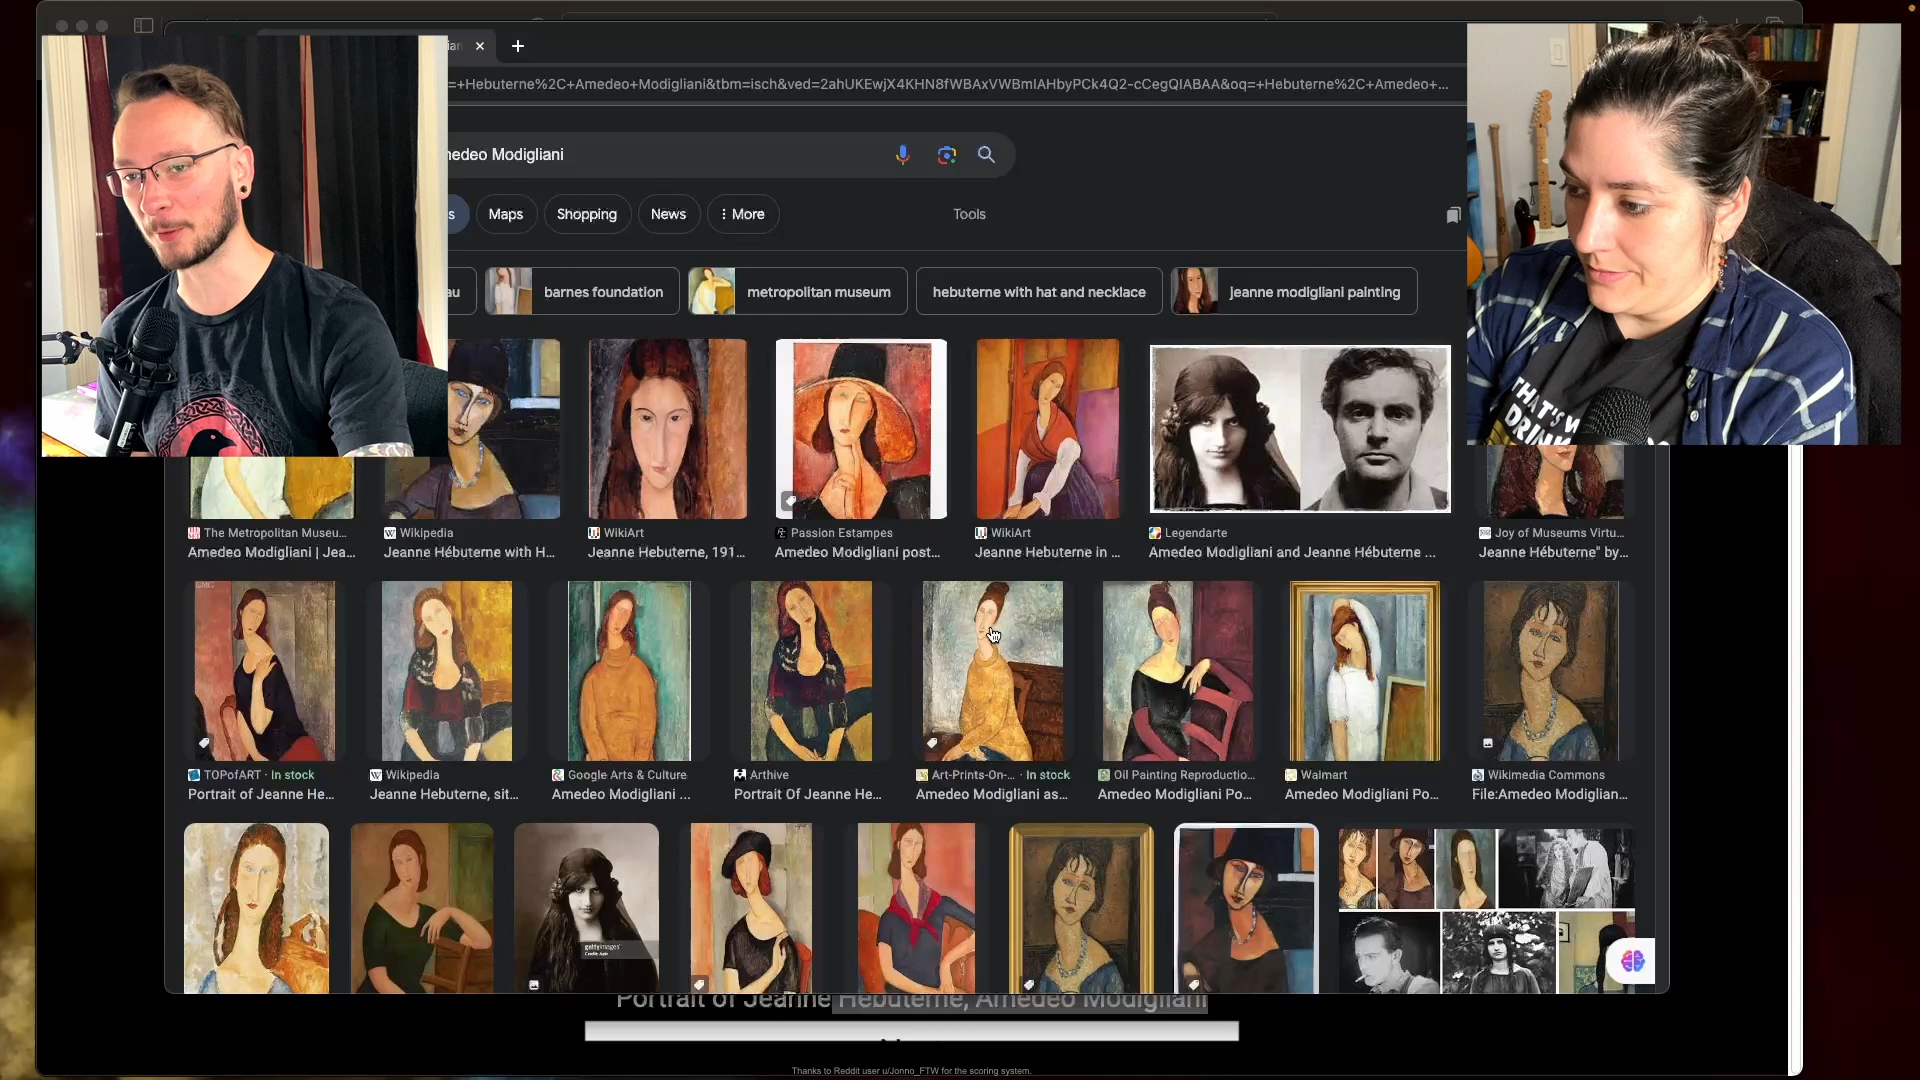 =+Hebuterne%2C+Amedeo+Modigliani&tbm=isch&ved=2ahUKEwjX4KHN8fWBAxVWBmIAHbyPCk4Q2-cCegQIABAA&oq=+Hebuterne%2C+Amedeo+...
nedeo Modigliani
s
Maps
Shopping
News
More
Tools
au
barnes foundation
metropolitan museum
hebuterne with hat and necklace
jeanne modigliani painting
THAT'S
DRIN
The Metropolitan Museu...
Amedeo Modigliani | Jea...
Wikipedia
Jeanne Hébuterne with H...
WikiArt
Jeanne Hebuterne, 191...
Passion Estampes
Amedeo Modigliani post...
WikiArt
Jeanne Hebuterne in ...
Legendarte
Amedeo Modigliani and Jeanne Hébuterne ...
Joy of Museums Virtu...
Jeanne Hébuterne" by...
TOPofART · In stock
Portrait of Jeanne He...
Wikipedia
Jeanne Hebuterne, sit...
Google Arts & Culture
Amedeo Modigliani ...
Arthive
Portrait Of Jeanne He...
Art-Prints-On-... · In stock
Amedeo Modigliani as...
Oil Painting Reproductio...
Amedeo Modigliani Po...
Walmart
Amedeo Modigliani Po...
Wikimedia Commons
File:Amedeo Modiglian...
gettyimages
Portrait of Jeanne Hebuterne, Amedeo Modigliani
Thanks to Reddit user u/Jonno_FTW for the scoring system.